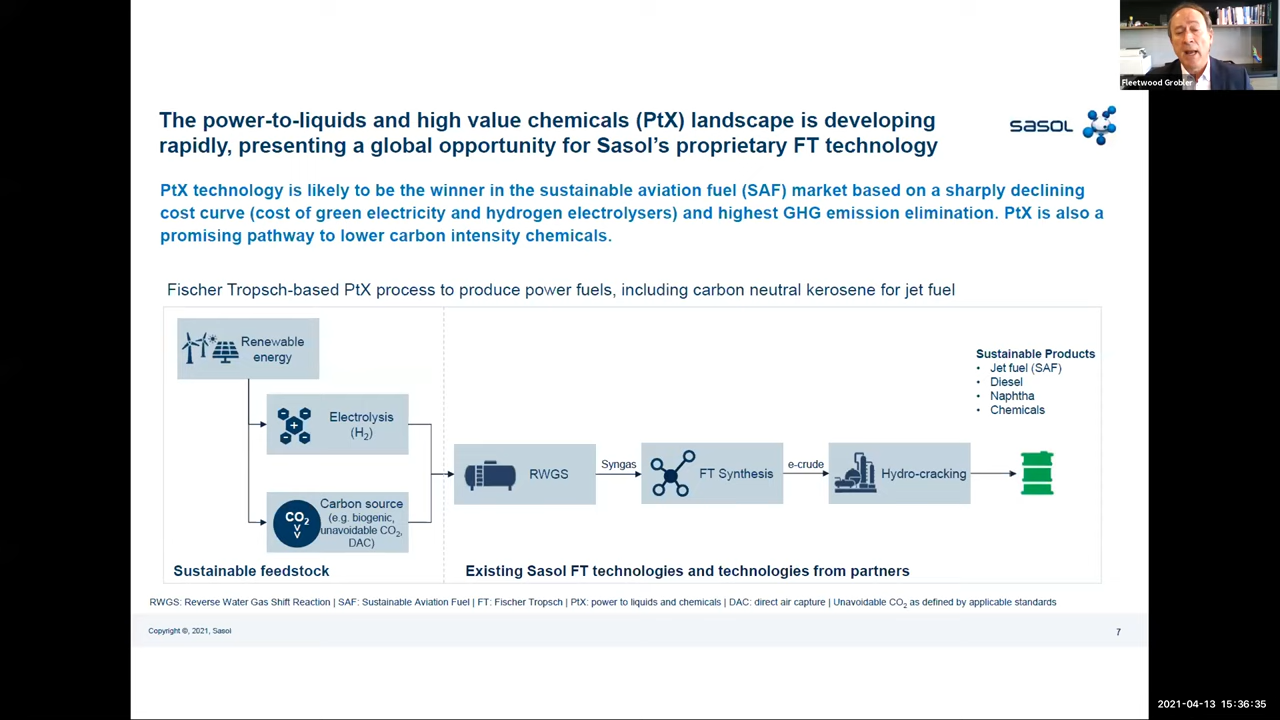 Fleetwood Grobler
The power-to-liquids and high value chemicals (PtX) landscape is developing
rapidly, presenting a global opportunity for Sasol's proprietary FT technology
sasol
PtX technology is likely to be the winner in the sustainable aviation fuel (SAF) market based on a sharply declining
cost curve (cost of green electricity and hydrogen electrolysers) and highest GHG emission elimination. PtX is also a
promising pathway to lower carbon intensity chemicals.
Fischer Tropsch-based PtX process to produce power fuels, including carbon neutral kerosene for jet fuel
Renewable
energy
Electrolysis
(H₂)
CO₂
Carbon source
(e.g. biogenic,
unavoidable CO₂,
DAC)
Sustainable feedstock
RWGS
Syngas
FT Synthesis
e-crude
Hydro-cracking
Sustainable Products
• Jet fuel (SAF)
• Diesel
• Naphtha
• Chemicals
Existing Sasol FT technologies and technologies from partners
RWGS: Reverse Water Gas Shift Reaction | SAF: Sustainable Aviation Fuel | FT: Fischer Tropsch | PtX: power to liquids and chemicals | DAC: direct air capture | Unavoidable CO₂ as defined by applicable standards
Copyright ©, 2021, Sasol
7
2021-04-13 15:36:35